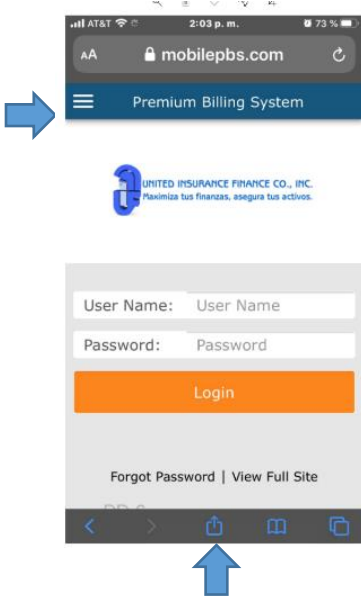 AT&T 2:03 p. m. 73 %
AA mobilepbs.com
Premium Billing System
UNITED INSURANCE FINANCE CO., INC.
Maximiza tus finanzas, asegura tus activos.
User Name: User Name
Password: Password
Login
Forgot Password | View Full Site